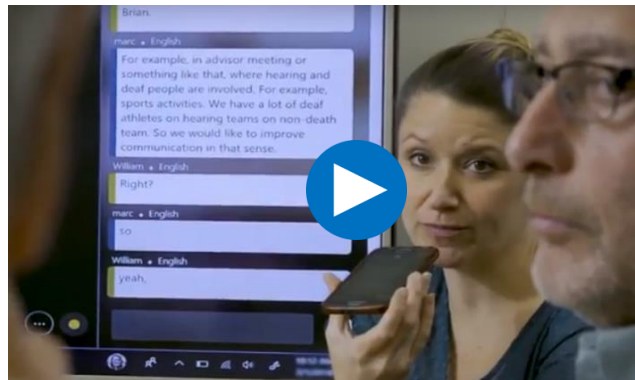 Brian.
marc • English
For example, in advisor meeting or
something like that, where hearing and
deaf people are involved. For example,
sports activities. We have a lot of deaf
athletes on hearing teams on non-death
team. So we would like to improve
communication in that sense.
William • English
Right?
marc • English
so
William • English
yeah,